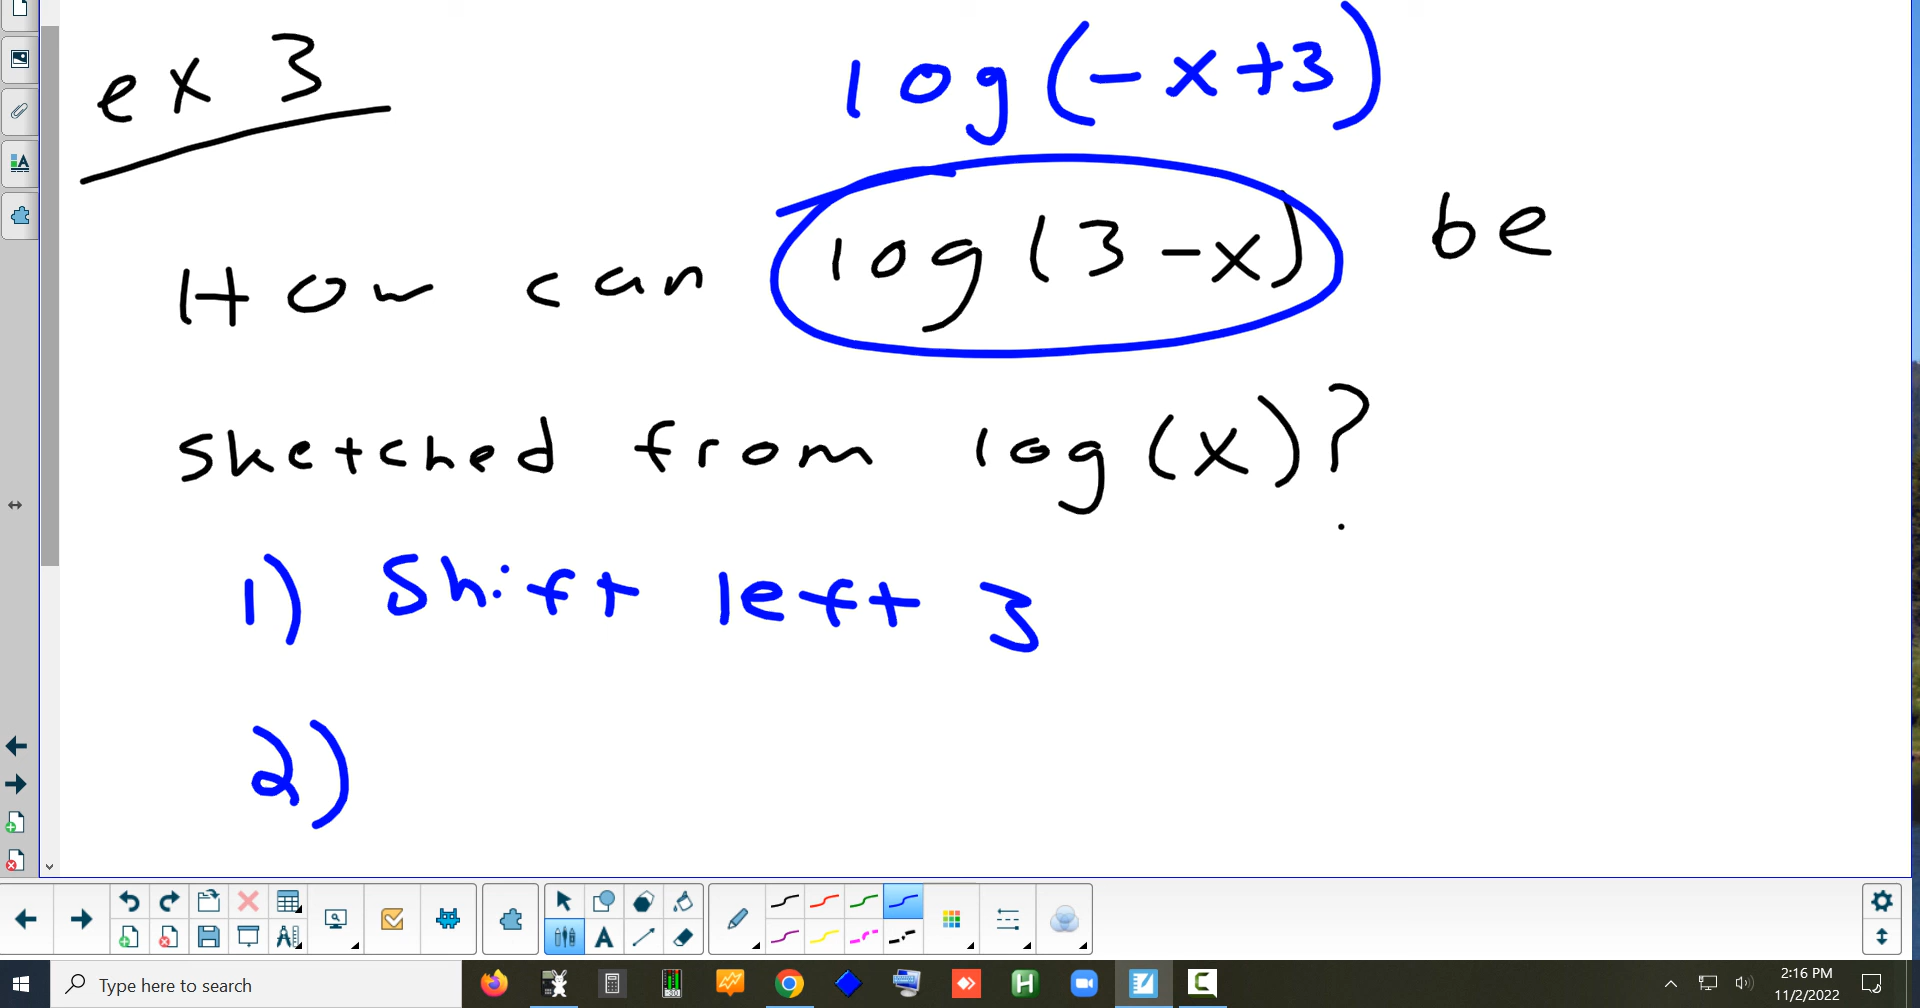 ex 3
log(-x+3)
How can log(3-x) be
sketched from log(x)?
1) Shift left 3
2)
Type here to search
2:16 PM
11/2/2022